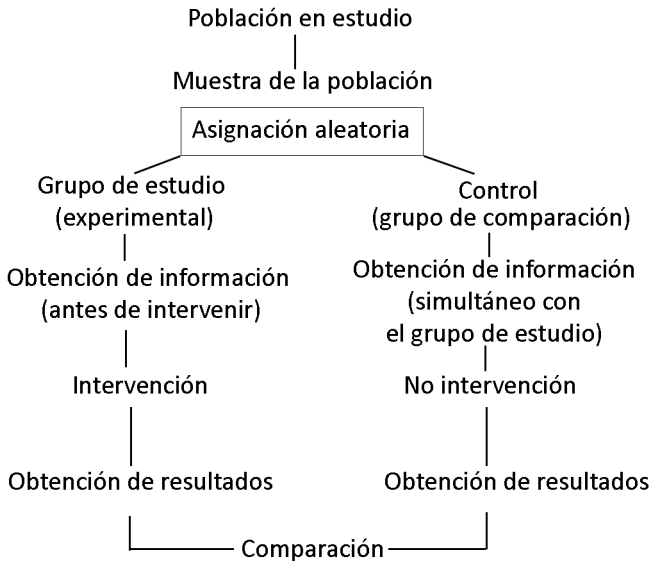 Población en estudio
Muestra de la población
Asignación aleatoria
Grupo de estudio
(experimental)
Obtención de información
(antes de intervenir)
Intervención
Obtención de resultados
Control
(grupo de comparación)
Obtención de información
(simultáneo con
el grupo de estudio)
No intervención
Obtención de resultados
Comparación